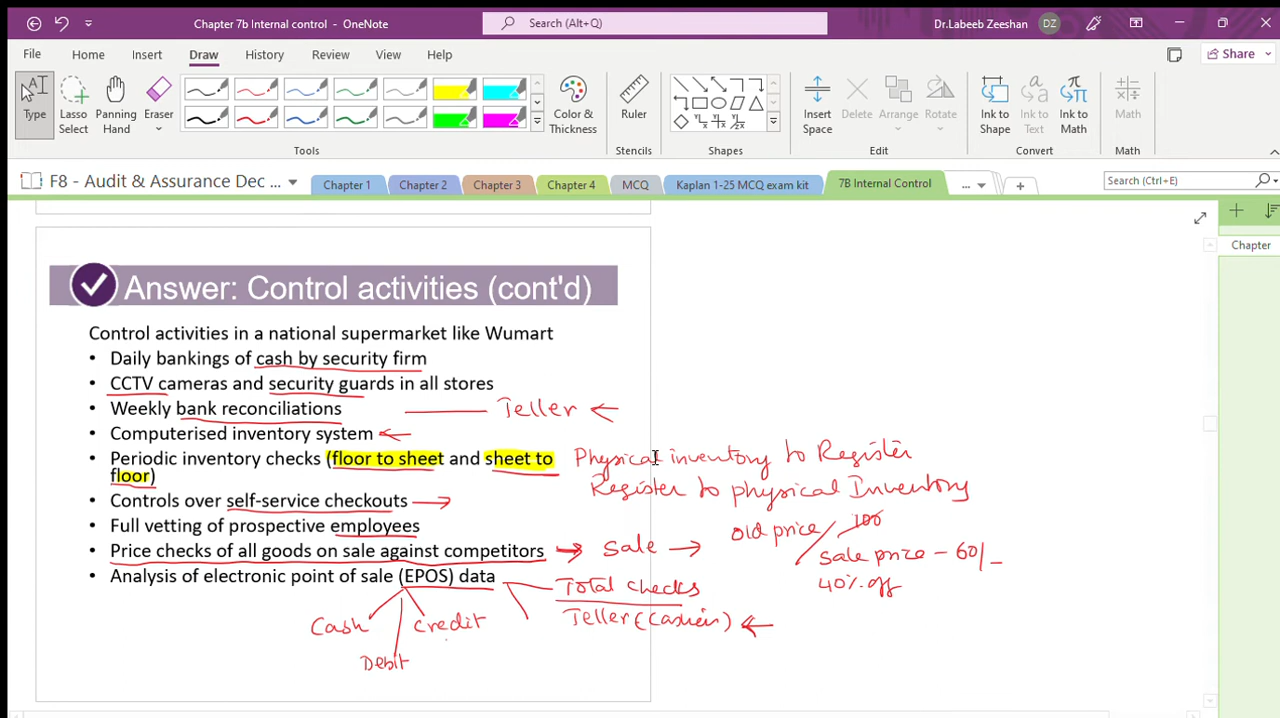 Chapter 7b Internal control - OneNote
Search (Alt+Q)
Dr.Labeeb Zeeshan
DZ
File Home Insert Draw History Review View Help
Share
Type
Lasso Select
Panning Hand
Eraser
Color & Thickness
Ruler
Insert Space
Delete
Arrange
Rotate
Ink to Shape
Ink to Text
Ink to Math
Math
Tools
Stencils
Shapes
Edit
Convert
Math
F8 - Audit & Assurance Dec ...
Chapter 1
Chapter 2
Chapter 3
Chapter 4
MCQ
Kaplan 1-25 MCQ exam kit
7B Internal Control
...
Search (Ctrl+E)
Chapter
Answer: Control activities (cont'd)
Control activities in a national supermarket like Wumart
• Daily bankings of cash by security firm
• CCTV cameras and security guards in all stores
• Weekly bank reconciliations
Teller
• Computerised inventory system
• Periodic inventory checks (floor to sheet and sheet to
floor)
Physical inventory to Register
Register to physical Inventory
• Controls over self-service checkouts
• Full vetting of prospective employees
• Price checks of all goods on sale against competitors
Sale
Old price / 100
Sale price - 60/-
40% off
• Analysis of electronic point of sale (EPOS) data
Total checks
Teller (Cashier)
Cash
Credit
Debit